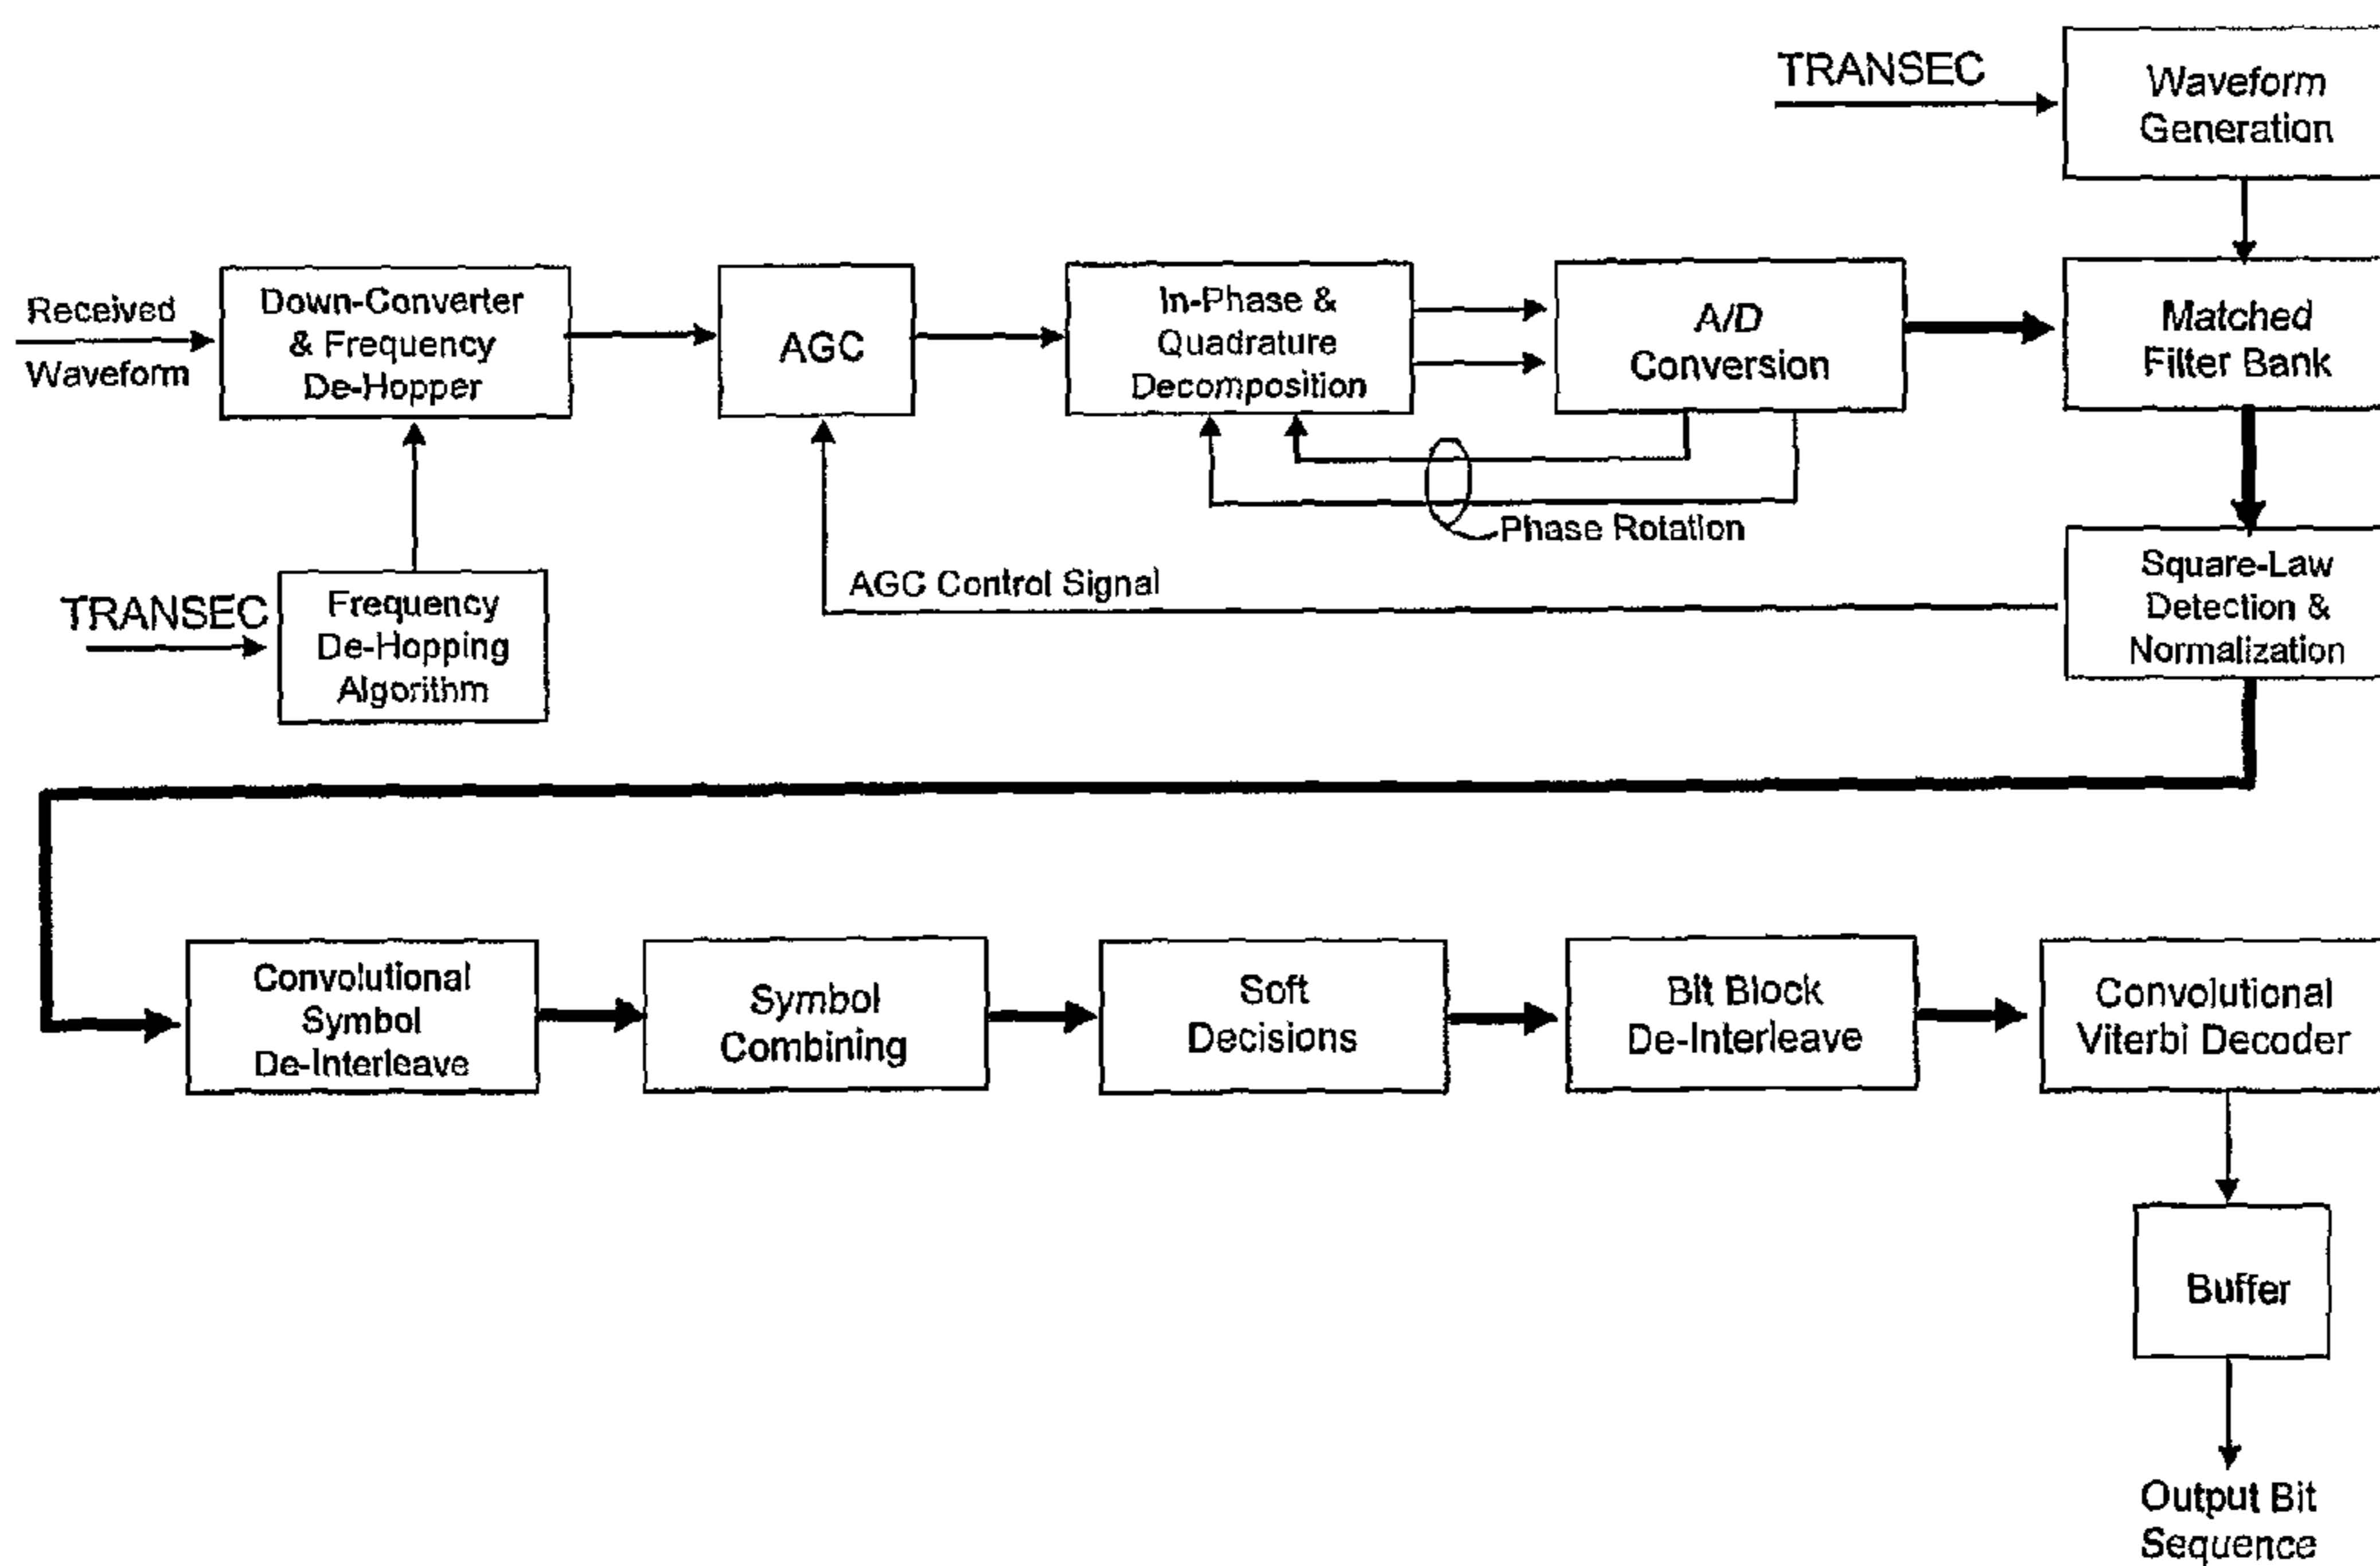 TRANSEC
Waveform
Generation
Received
Waveform
Down-Converter
& Frequency
De-Hopper
AGC
In-Phase &
Quadrature
Decomposition
A/D
Conversion
Matched
Filter Bank
Phase Rotation
AGC Control Signal
TRANSEC
Frequency
De-Hopping
Algorithm
Square-Law
Detection &
Normalization
Convolutional
Symbol
De-Interleave
Symbol
Combining
Soft
Decisions
Bit Block
De-Interleave
Convolutional
Viterbi Decoder
Buffer
Output Bit
Sequence